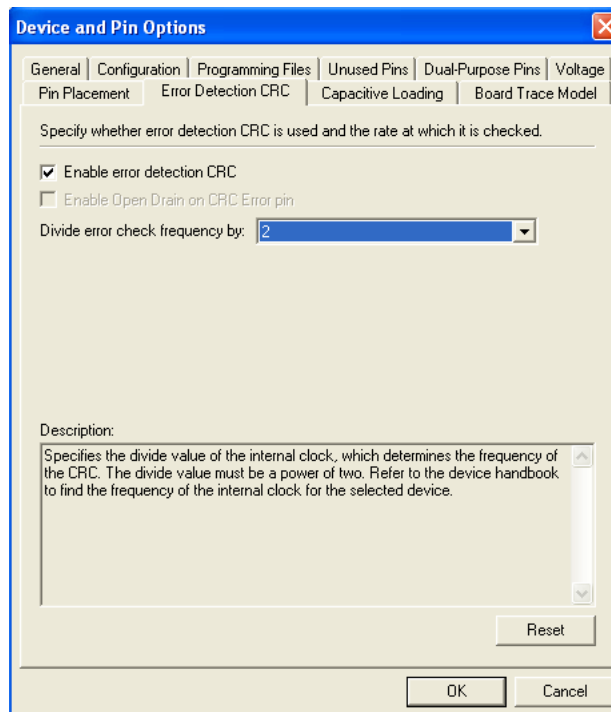 Device and Pin Options
General Configuration Programming Files Unused Pins Dual-Purpose Pins Voltage
Pin Placement Error Detection CRC Capacitive Loading Board Trace Model
Specify whether error detection CRC is used and the rate at which it is checked.
Enable error detection CRC
Enable Open Drain on CRC Error pin
Divide error check frequency by: 2
Description:
Specifies the divide value of the internal clock, which determines the frequency of
the CRC. The divide value must be a power of two. Refer to the device handbook
to find the frequency of the internal clock for the selected device.
Reset
OK Cancel